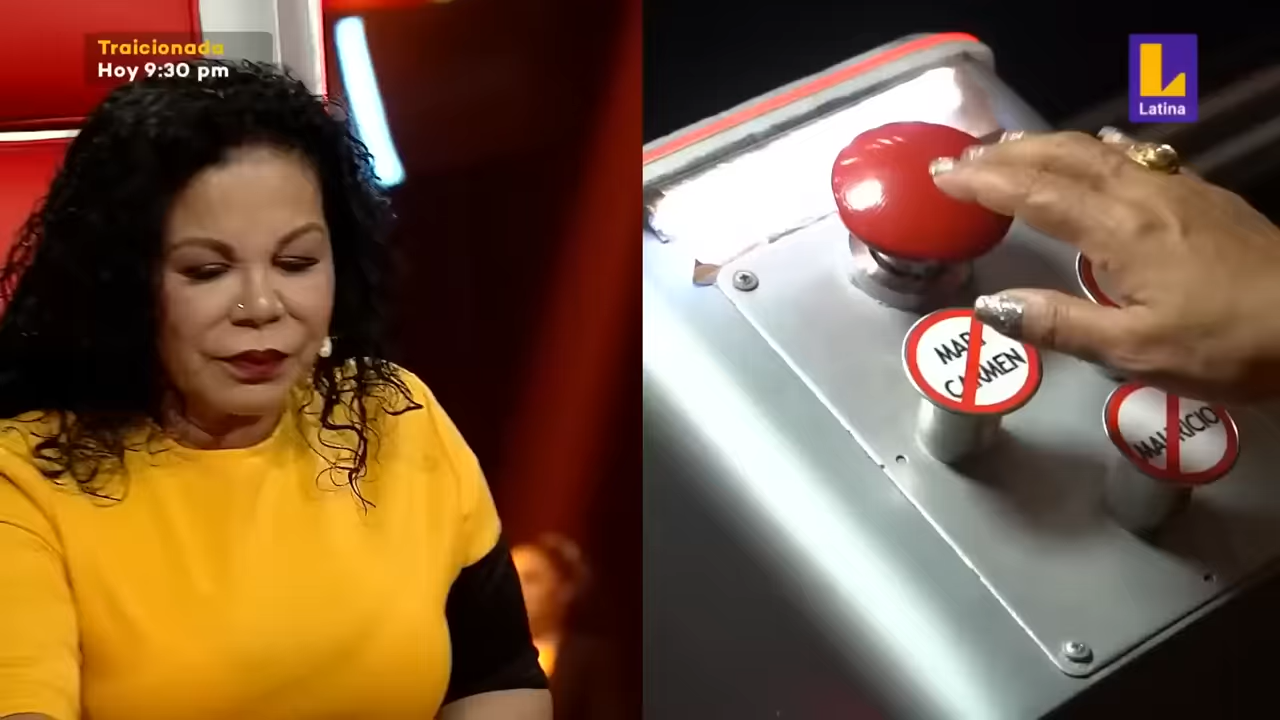 Traicionada
Hoy 9:30 pm
Latina
MARI
CARMEN
MAURICIO